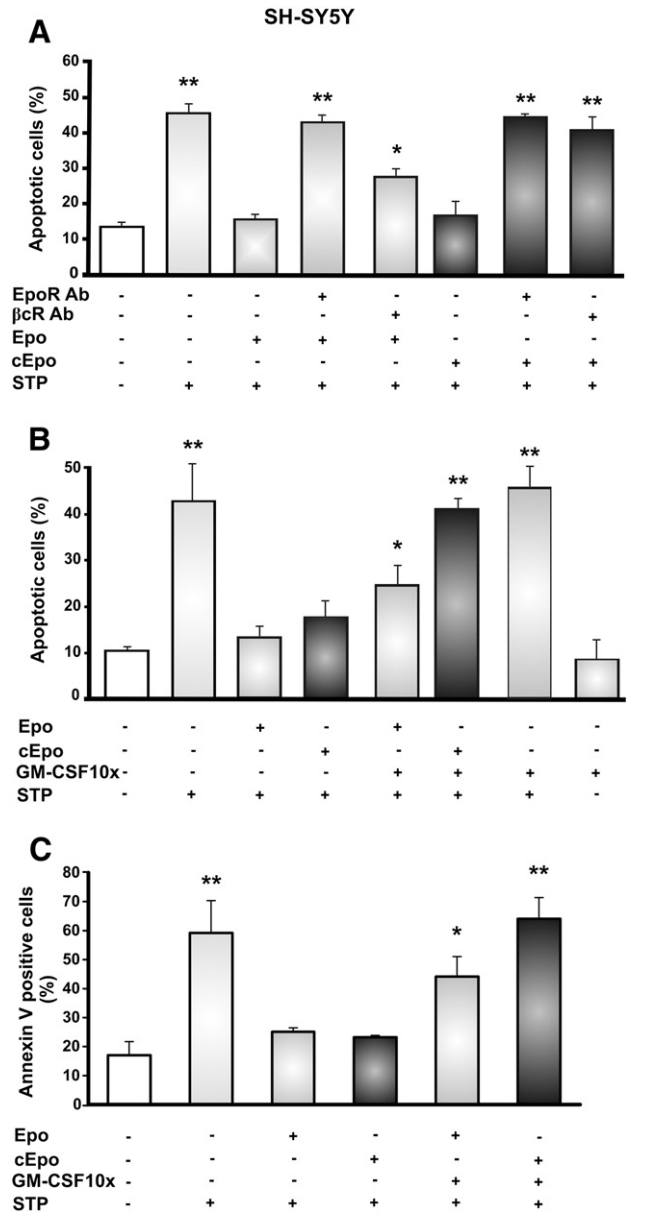 SH-SY5Y
A
Apoptotic cells (%)
60
50
40
30
20
10
0
** ** * ** **
EpoR Ab - - - + - - + -
βcR Ab - - - - + - - +
Epo - - + + + - - -
cEpo - - - - - + + +
STP - + + + + + + +
B
Apoptotic cells (%)
50
40
30
20
10
0
** * ** **
Epo - - + - + - - -
cEpo - - - + - + - -
GM-CSF10x - - - - + + + +
STP - + + + + + + -
C
Annexin V positive cells
(%)
80
70
60
50
40
30
20
10
0
** * **
Epo - - + - + -
cEpo - - - + - +
GM-CSF10x - - - - + +
STP - + + + + +